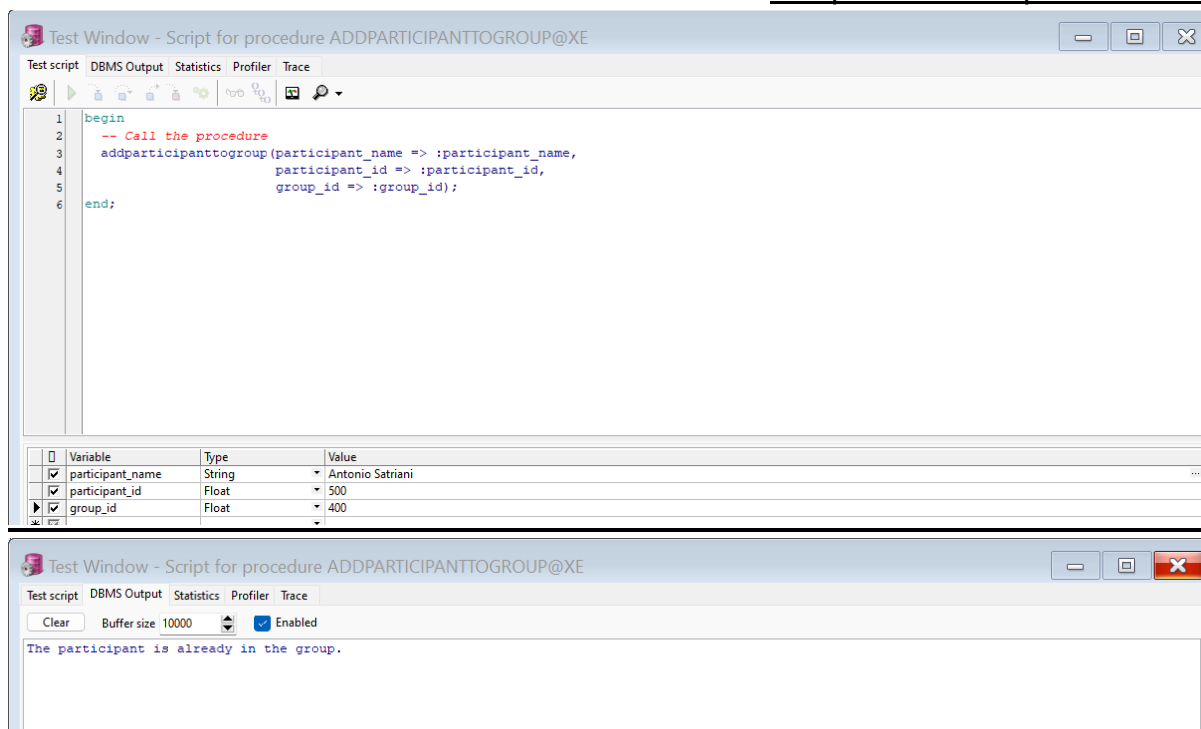 Test Window - Script for procedure ADDPARTICIPANTTOGROUP@XE
Test script DBMS Output Statistics Profiler Trace
1 begin
2 -- Call the procedure
3 addparticipanttogroup(participant_name => :participant_name,
4 participant_id => :participant_id,
5 group_id => :group_id);
6 end;
Variable Type Value
participant_name String Antonio Satriani ...
participant_id Float 500
group_id Float 400
Test Window - Script for procedure ADDPARTICIPANTTOGROUP@XE
Test script DBMS Output Statistics Profiler Trace
Clear Buffer size 10000 Enabled
The participant is already in the group.